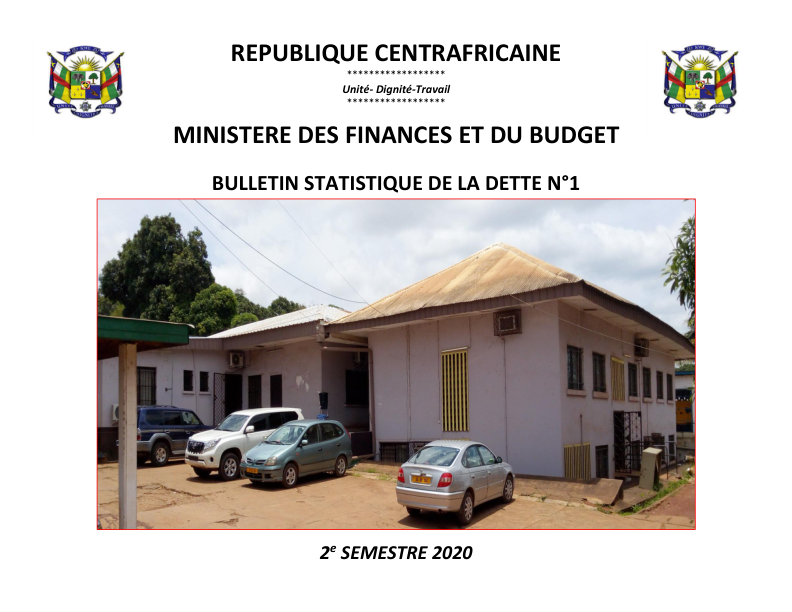 REPUBLIQUE CENTRAFRICAINE
******************
Unité- Dignité-Travail
******************
MINISTERE DES FINANCES ET DU BUDGET
BULLETIN STATISTIQUE DE LA DETTE N°1
2e SEMESTRE 2020